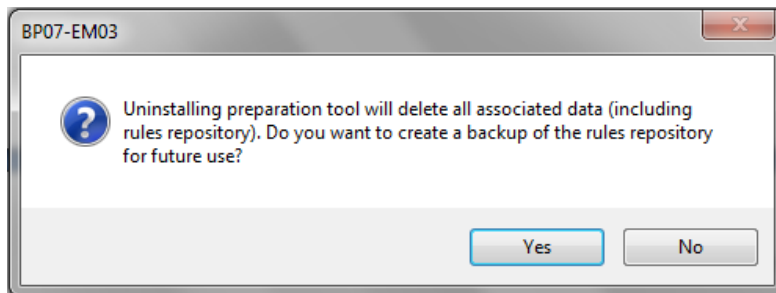 BP07-EM03
Uninstalling preparation tool will delete all associated data (including
rules repository). Do you want to create a backup of the rules repository
for future use?
Yes
No